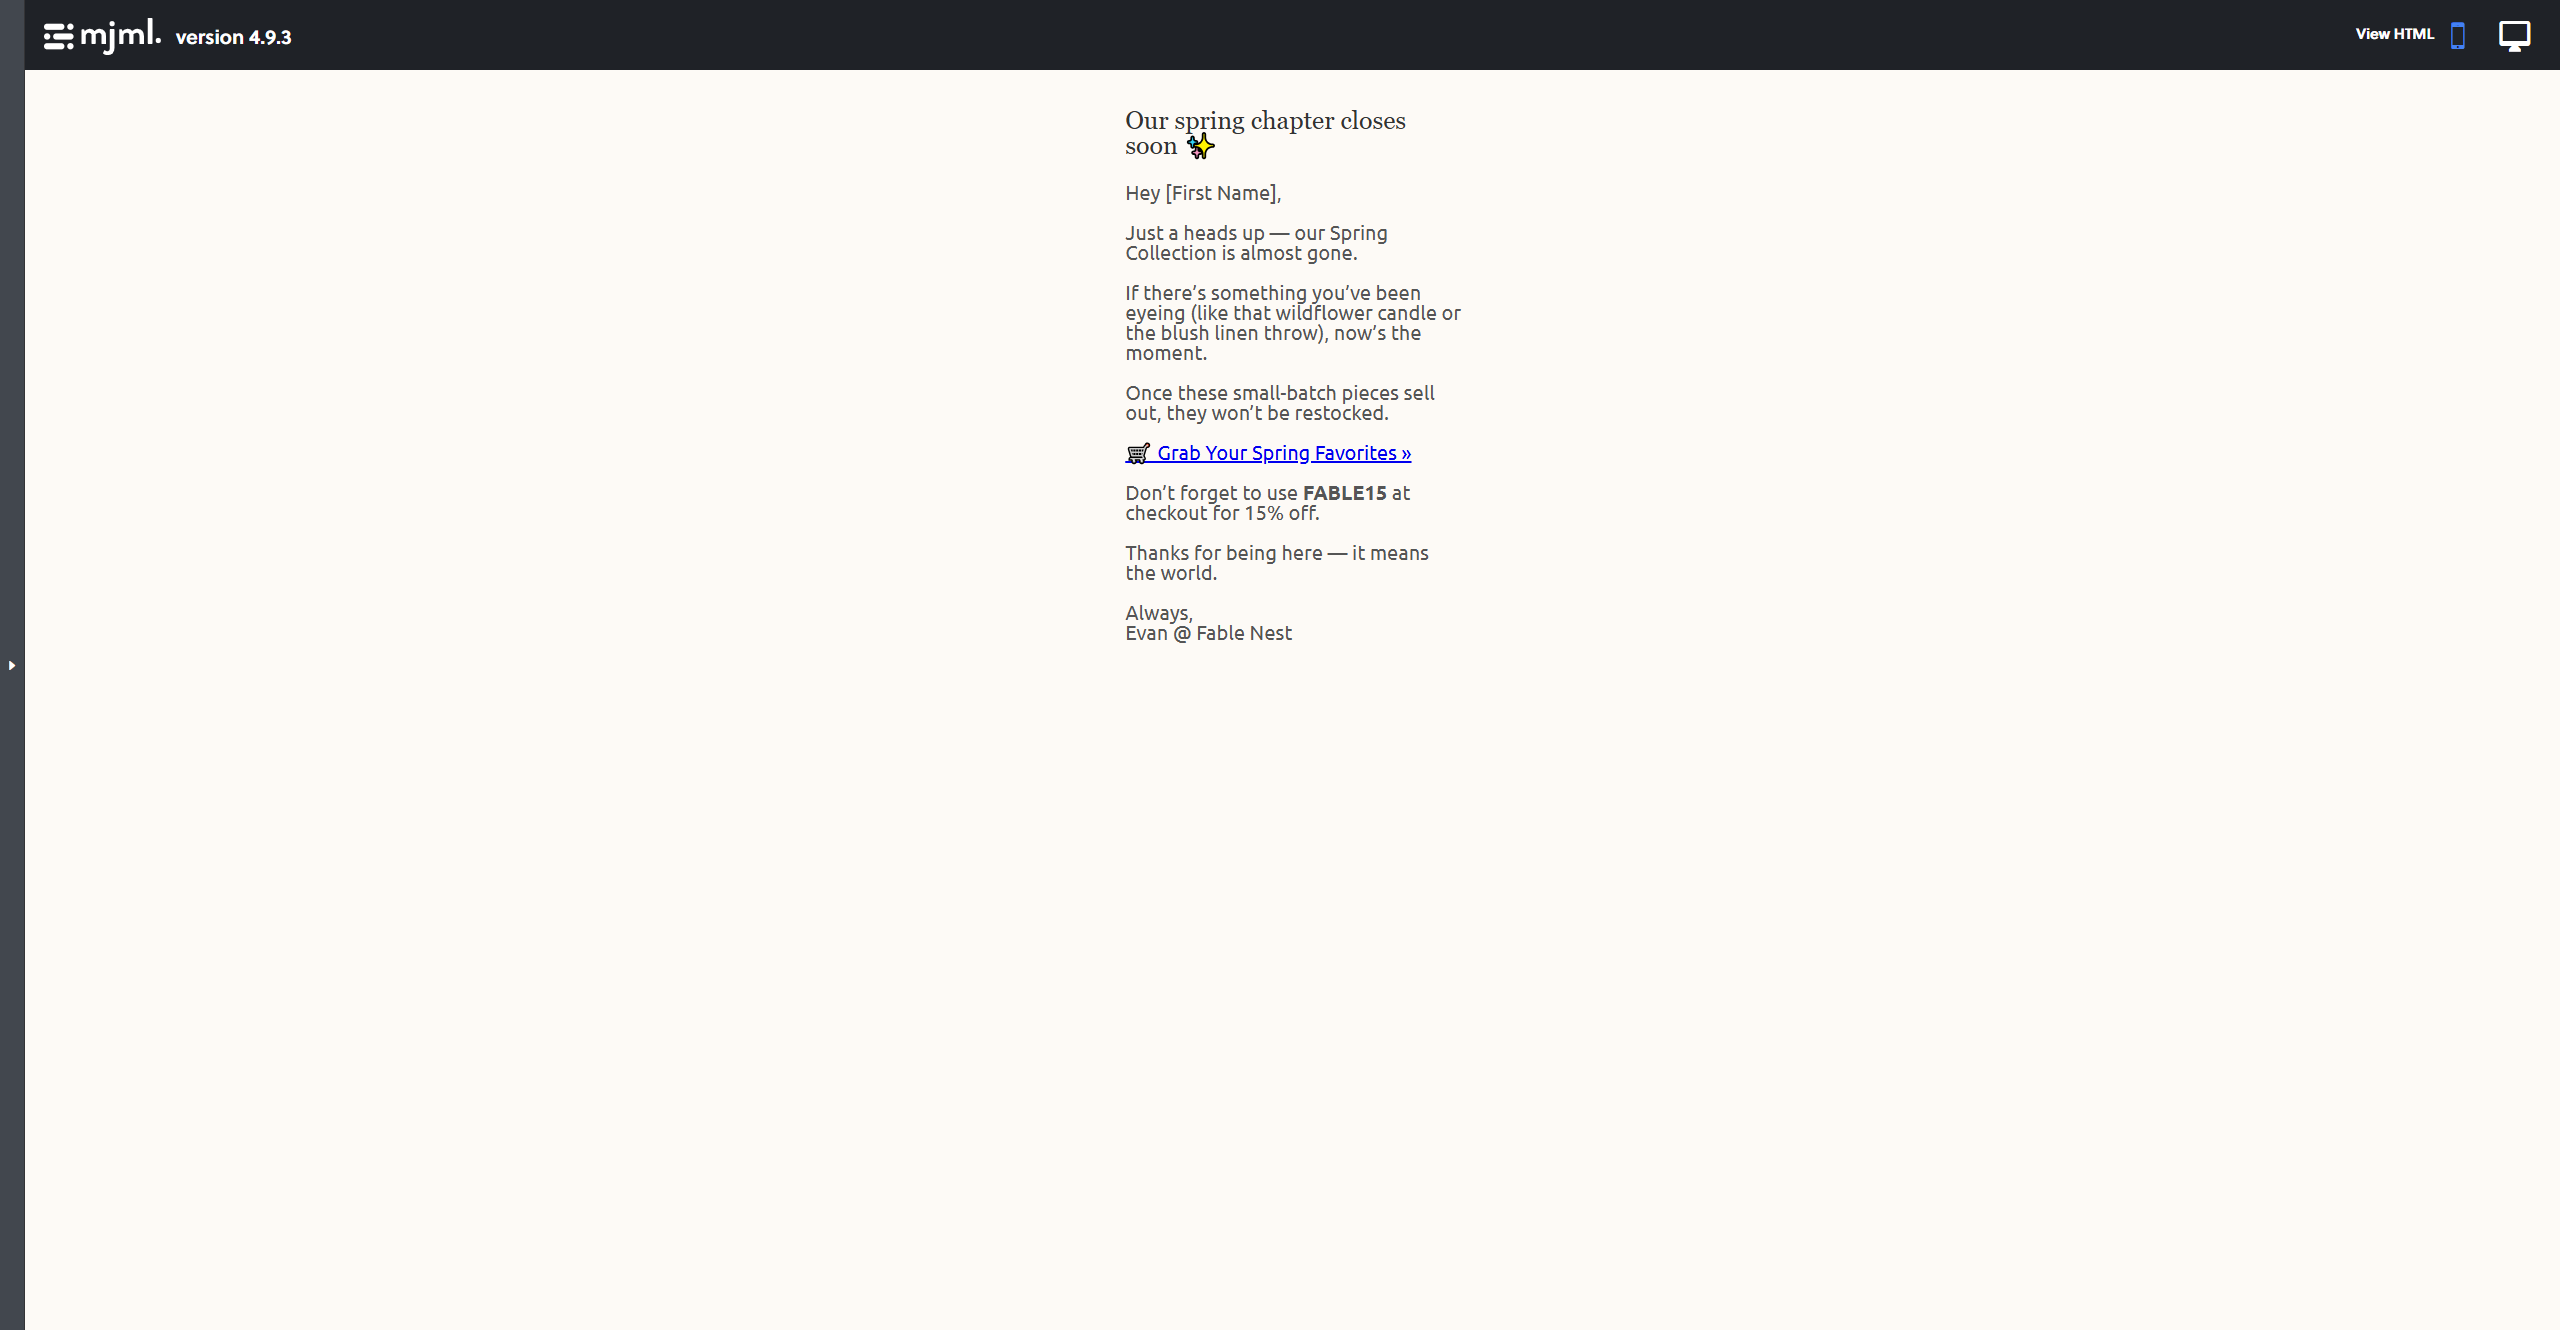 mjml. version 4.9.3
View HTML
Our spring chapter closes
soon ✨
Hey [First Name],
Just a heads up — our Spring
Collection is almost gone.
If there’s something you’ve been
eyeing (like that wildflower candle or
the blush linen throw), now’s the
moment.
Once these small-batch pieces sell
out, they won’t be restocked.
🛒 Grab Your Spring Favorites »
Don’t forget to use FABLE15 at
checkout for 15% off.
Thanks for being here — it means
the world.
Always,
Evan @ Fable Nest